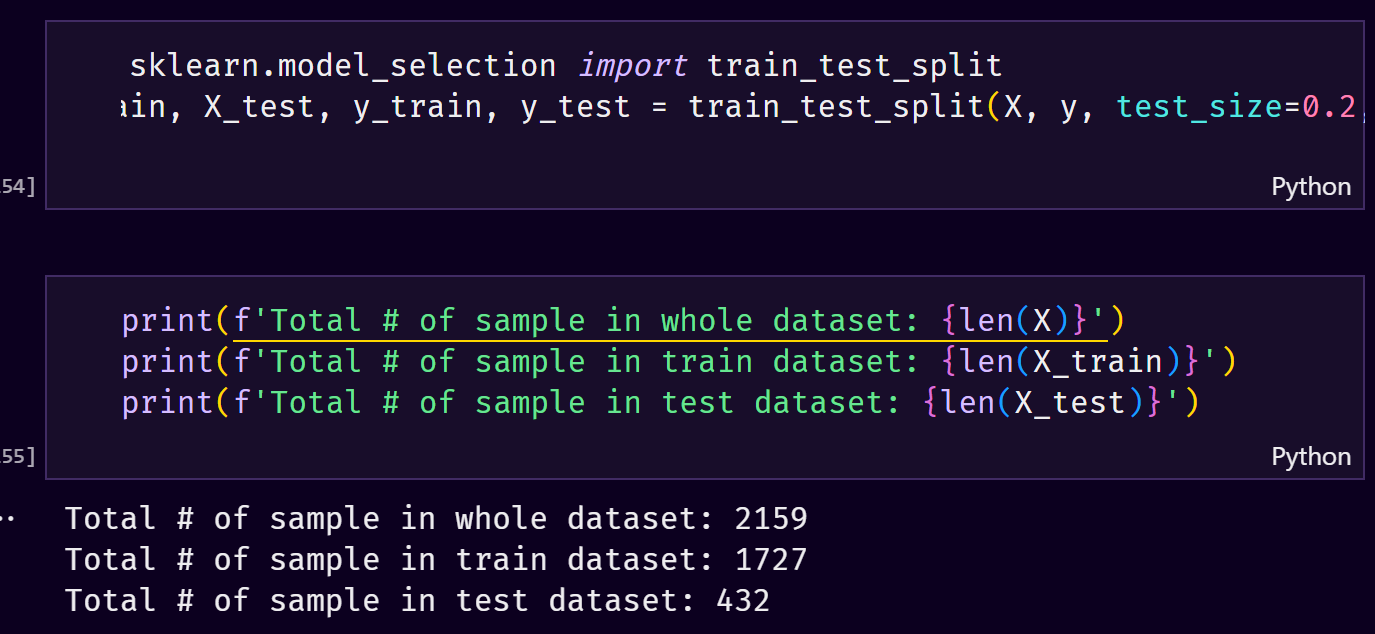 sklearn.model_selection import train_test_split
ain, X_test, y_train, y_test = train_test_split(X, y, test_size=0.2,
54]
Python
print(f'Total # of sample in whole dataset: {len(X)}')
print(f'Total # of sample in train dataset: {len(X_train)}')
print(f'Total # of sample in test dataset: {len(X_test)}')
55]
Python
Total # of sample in whole dataset: 2159
Total # of sample in train dataset: 1727
Total # of sample in test dataset: 432